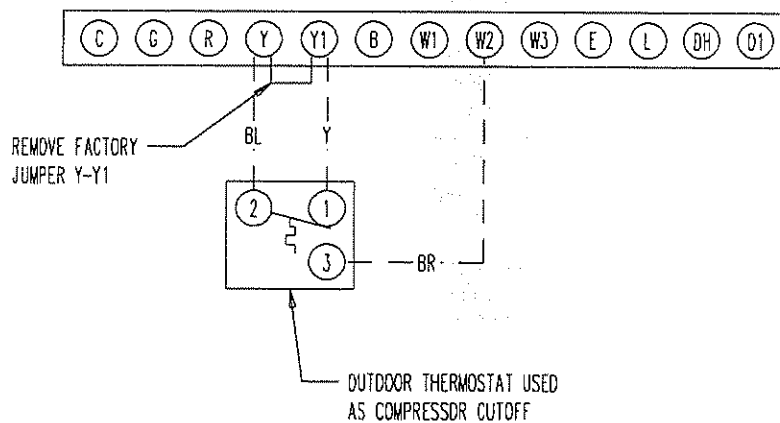 C G R Y Y1 B W1 W2 W3 E L DH O1
REMOVE FACTORY
JUMPER Y-Y1
BL Y
2 1
3
BR
OUTDOOR THERMOSTAT USED
AS COMPRESSOR CUTOFF